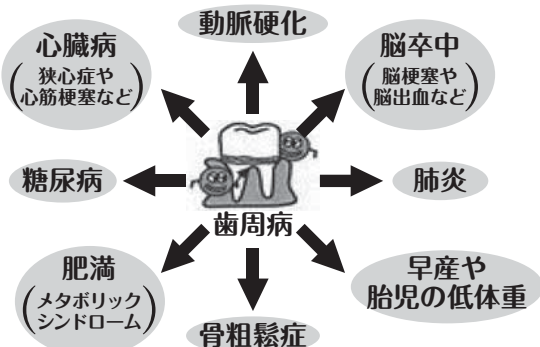 動脈硬化
心臓病
(狭心症や
心筋梗塞など)
脳卒中
(脳梗塞や
脳出血など)
糖尿病
肺炎
歯周病
肥満
(メタボリック
シンドローム)
早産や
胎児の低体重
骨粗鬆症